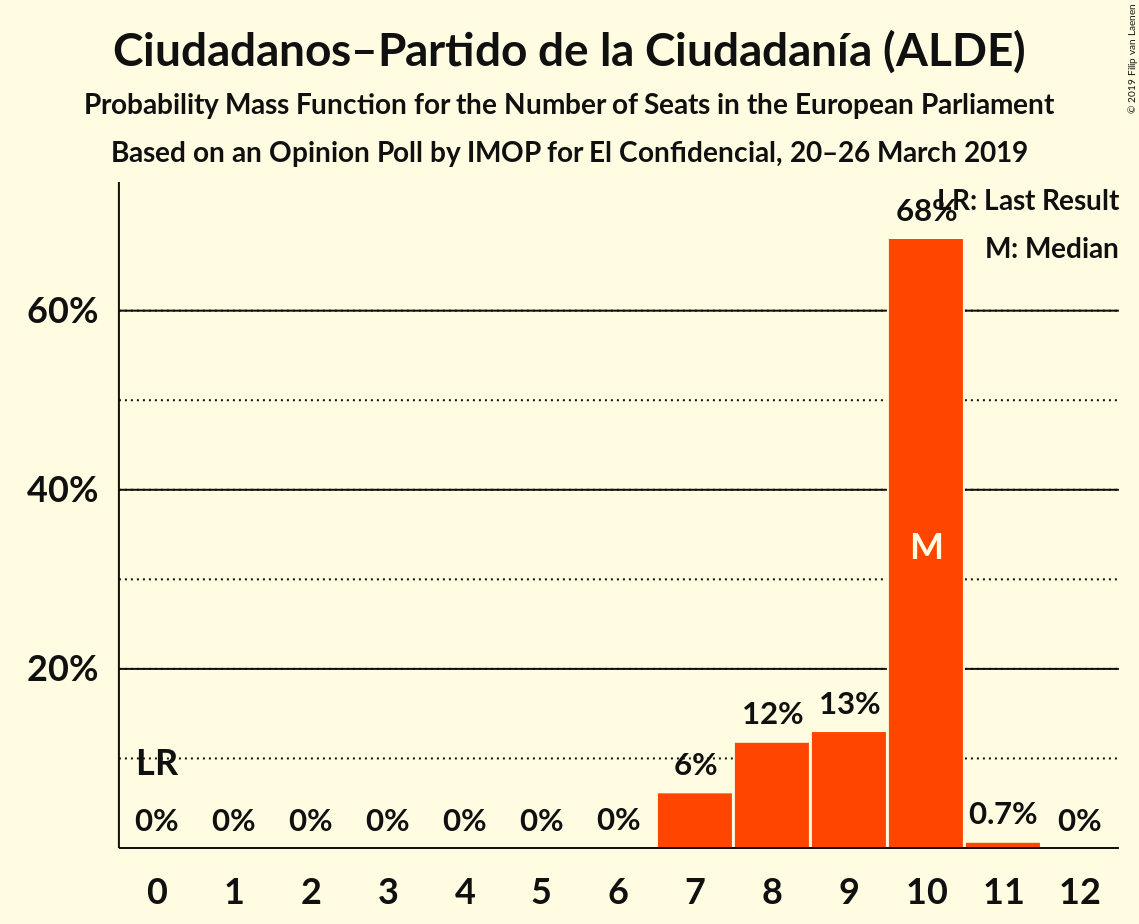 Ciudadanos–Partido de la Ciudadanía (ALDE)
Probability Mass Function for the Number of Seats in the European Parliament
Based on an Opinion Poll by IMOP for El Confidencial, 20–26 March 2019
© 2019 Filip van Laenen
LR: Last Result
M: Median
68%
60%
40%
M
20%
12%
13%
LR
6%
0%
0%
0%
0%
0%
0%
0%
0.7%
0%
0 1 2 3 4 5 6 7 8 9 10 11 12